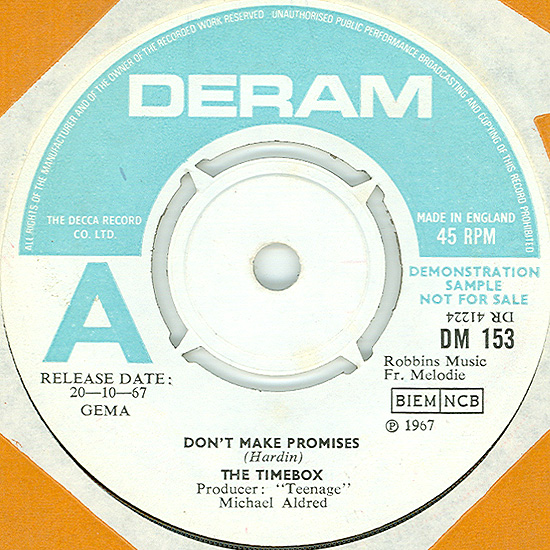 ALL RIGHTS OF THE MANUFACTURER AND OF THE OWNER OF THE RECORDED WORK RESERVED UNAUTHORISED PUBLIC PERFORMANCE BROADCASTING AND COPYING OF THIS RECORD PROHIBITED
DERAM
THE DECCA RECORD
CO. LTD.
MADE IN ENGLAND
45 RPM
A
DEMONSTRATION
SAMPLE
NOT FOR SALE
DR 41224
DM 153
RELEASE DATE:
20—10—67
GEMA
Robbins Music
Fr. Melodie
BIEM NCB
℗ 1967
DON'T MAKE PROMISES
(Hardin)
THE TIMEBOX
Producer: "Teenage"
Michael Aldred